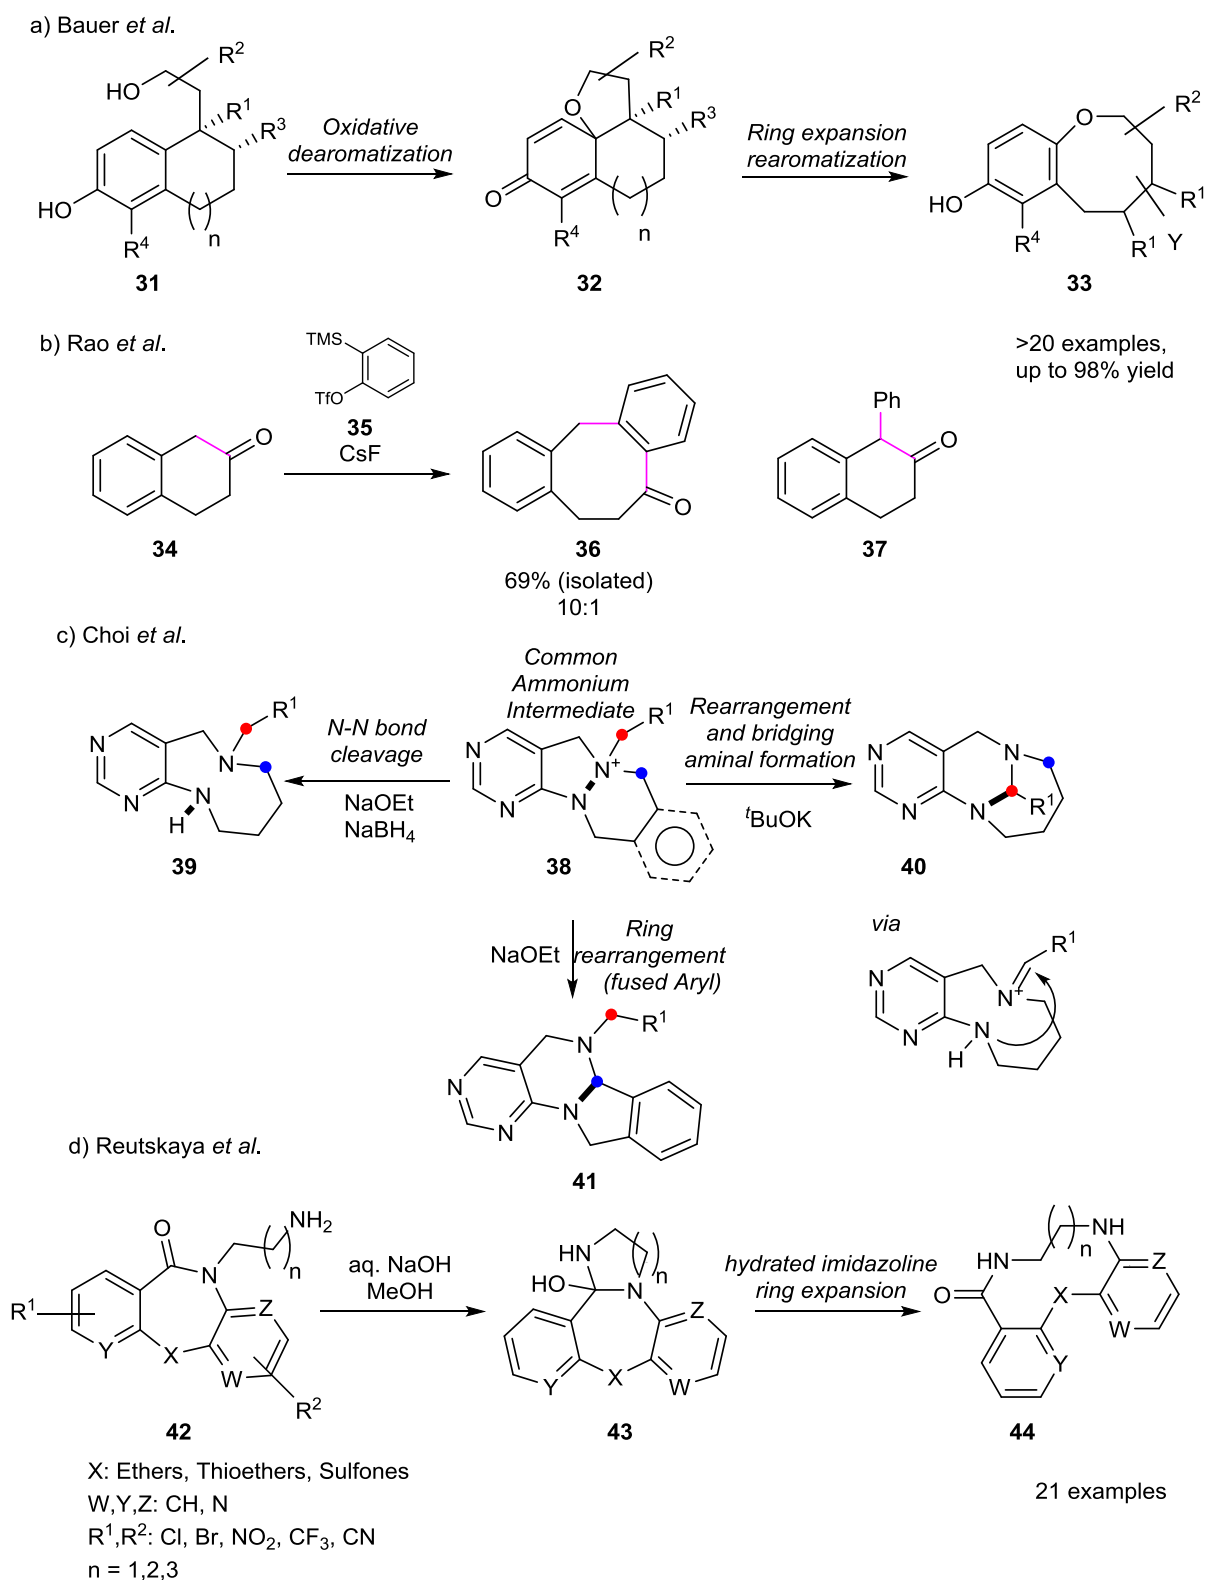 a) Bauer et al.
HO
R²
R¹
R³
HO
R⁴
n
31
Oxidative
dearomatization
R²
O
R¹
R³
O
R⁴
n
32
Ring expansion
rearomatization
R²
O
HO
R⁴
R¹
R¹
Y
33
>20 examples,
up to 98% yield
b) Rao et al.
TMS
TfO
35
CsF
O
34
O
36
69% (isolated)
10:1
Ph
O
37
c) Choi et al.
R¹
N
N
N
N
H
39
N-N bond
cleavage
NaOEt
NaBH₄
Common
Ammonium
Intermediate
R¹
N
N⁺
N
N
38
Rearrangement
and bridging
aminal formation
ᵗBuOK
N
N
N
N
R¹
40
NaOEt
Ring
rearrangement
(fused Aryl)
via
R¹
N
N⁺
N
N
H
R¹
N
N
N
N
41
d) Reutskaya et al.
O
NH₂
N
n
R¹
Z
Y
X
W
R²
42
aq. NaOH
MeOH
HN
n
HO
N
Z
Y
X
W
43
hydrated imidazoline
ring expansion
n
NH
HN
Z
O
X
W
Y
44
X: Ethers, Thioethers, Sulfones
W,Y,Z: CH, N
R¹,R²: Cl, Br, NO₂, CF₃, CN
n = 1,2,3
21 examples